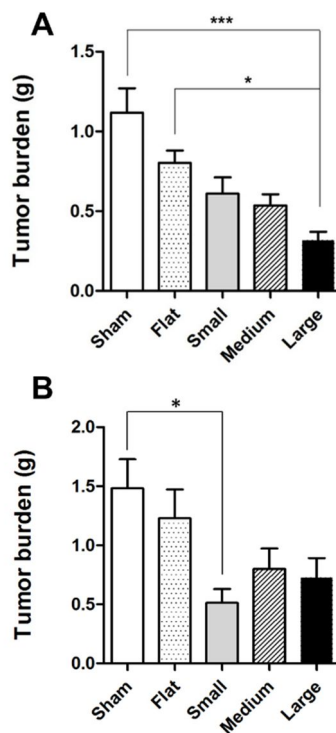 A
***
*
Tumor burden (g)
1.5
1.0
0.5
0.0
Sham
Flat
Small
Medium
Large
B
*
Tumor burden (g)
2.0
1.5
1.0
0.5
0.0
Sham
Flat
Small
Medium
Large